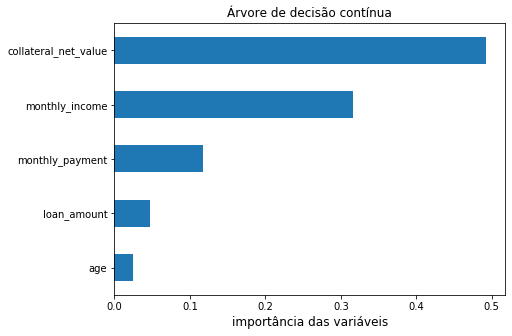 Árvore de decisão contínua
collateral_net_value
monthly_income
monthly_payment
loan_amount
age
0.0 0.1 0.2 0.3 0.4 0.5
importância das variáveis